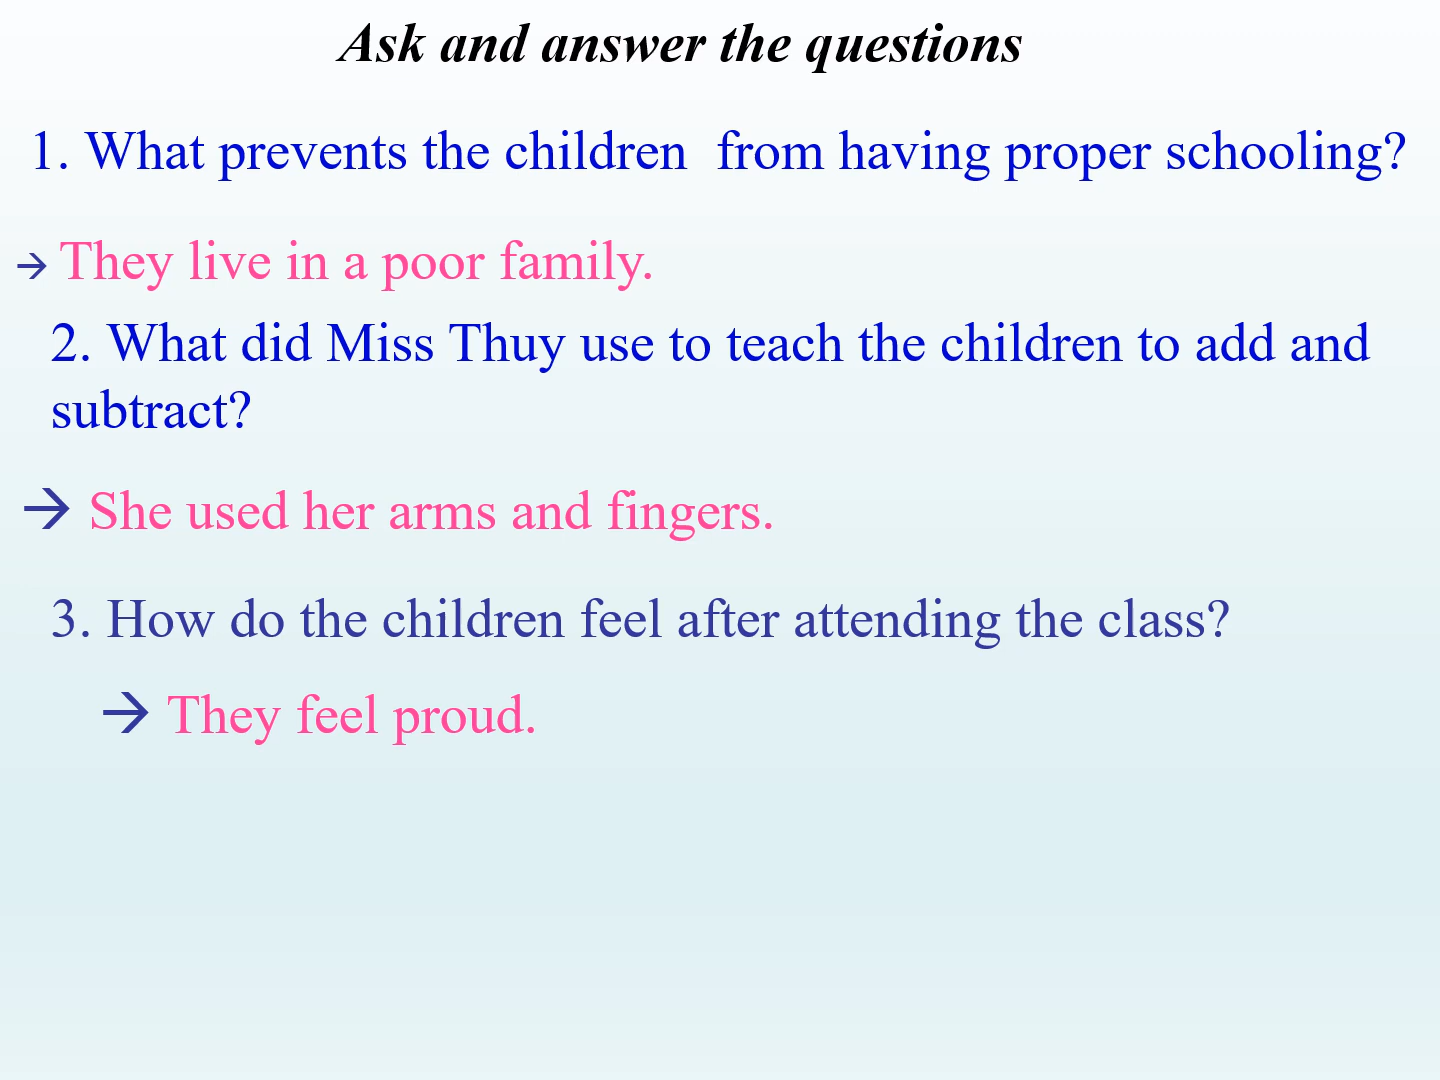 Ask and answer the questions
1. What prevents the children  from having proper schooling?
→ They live in a poor family.
2. What did Miss Thuy use to teach the children to add and
subtract?
→ She used her arms and fingers.
3. How do the children feel after attending the class?
→ They feel proud.